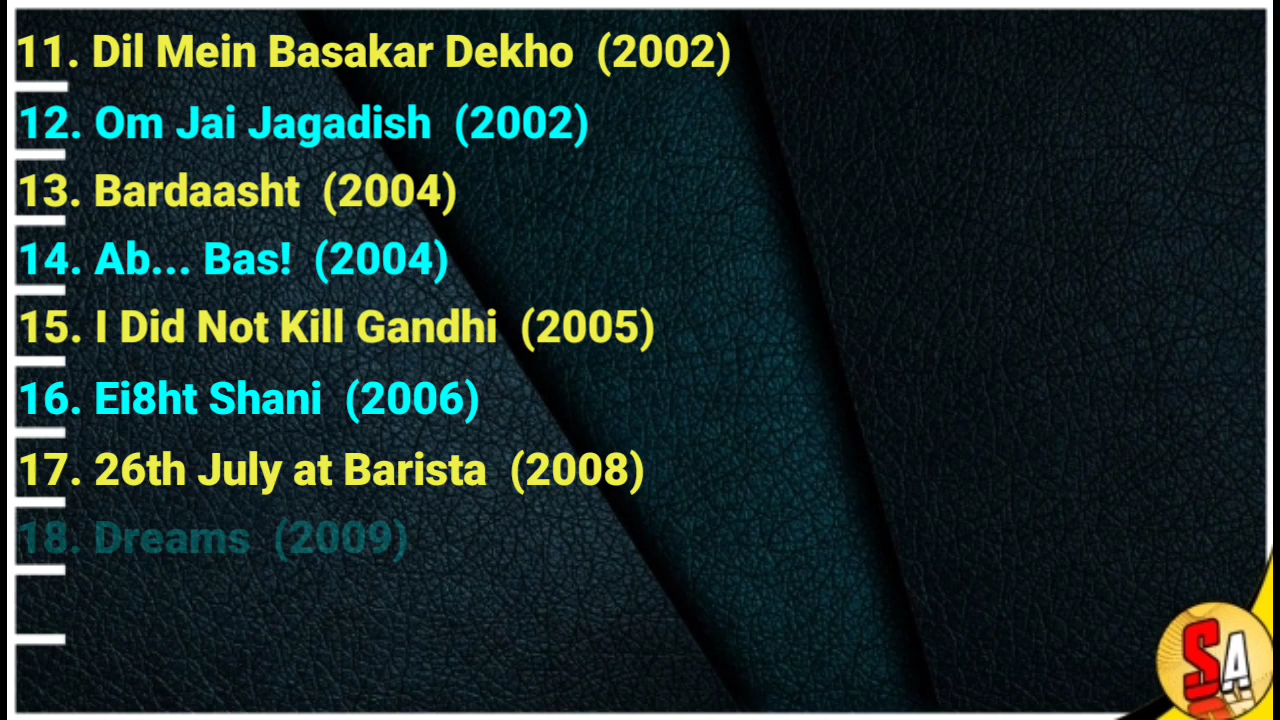 11. Dil Mein Basakar Dekho (2002)
12. Om Jai Jagadish (2002)
13. Bardaasht (2004)
14. Ab... Bas! (2004)
15. I Did Not Kill Gandhi (2005)
16. Ei8ht Shani (2006)
17. 26th July at Barista (2008)
18. Dreams (2009)
SA